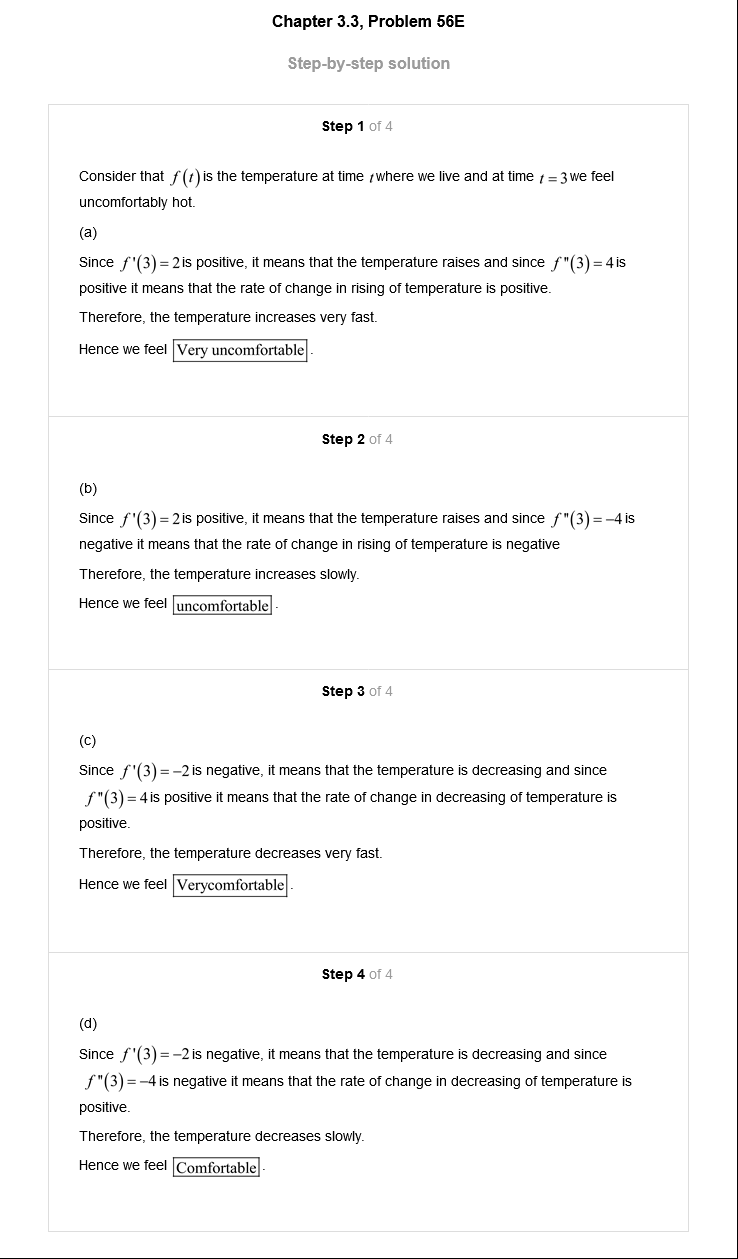 Chapter 3.3, Problem 56E
Step-by-step solution
Step 1 of 4
Consider that f(t) is the temperature at time t where we live and at time t = 3 we feel
uncomfortably hot.
(a)
Since f'(3) = 2 is positive, it means that the temperature raises and since f"(3) = 4 is
positive it means that the rate of change in rising of temperature is positive.
Therefore, the temperature increases very fast.
Hence we feel Very uncomfortable.
Step 2 of 4
(b)
Since f'(3) = 2 is positive, it means that the temperature raises and since f"(3) = −4 is
negative it means that the rate of change in rising of temperature is negative
Therefore, the temperature increases slowly.
Hence we feel uncomfortable.
Step 3 of 4
(c)
Since f'(3) = −2 is negative, it means that the temperature is decreasing and since
f"(3) = 4 is positive it means that the rate of change in decreasing of temperature is
positive.
Therefore, the temperature decreases very fast.
Hence we feel Verycomfortable.
Step 4 of 4
(d)
Since f'(3) = −2 is negative, it means that the temperature is decreasing and since
f"(3) = −4 is negative it means that the rate of change in decreasing of temperature is
positive.
Therefore, the temperature decreases slowly.
Hence we feel Comfortable.